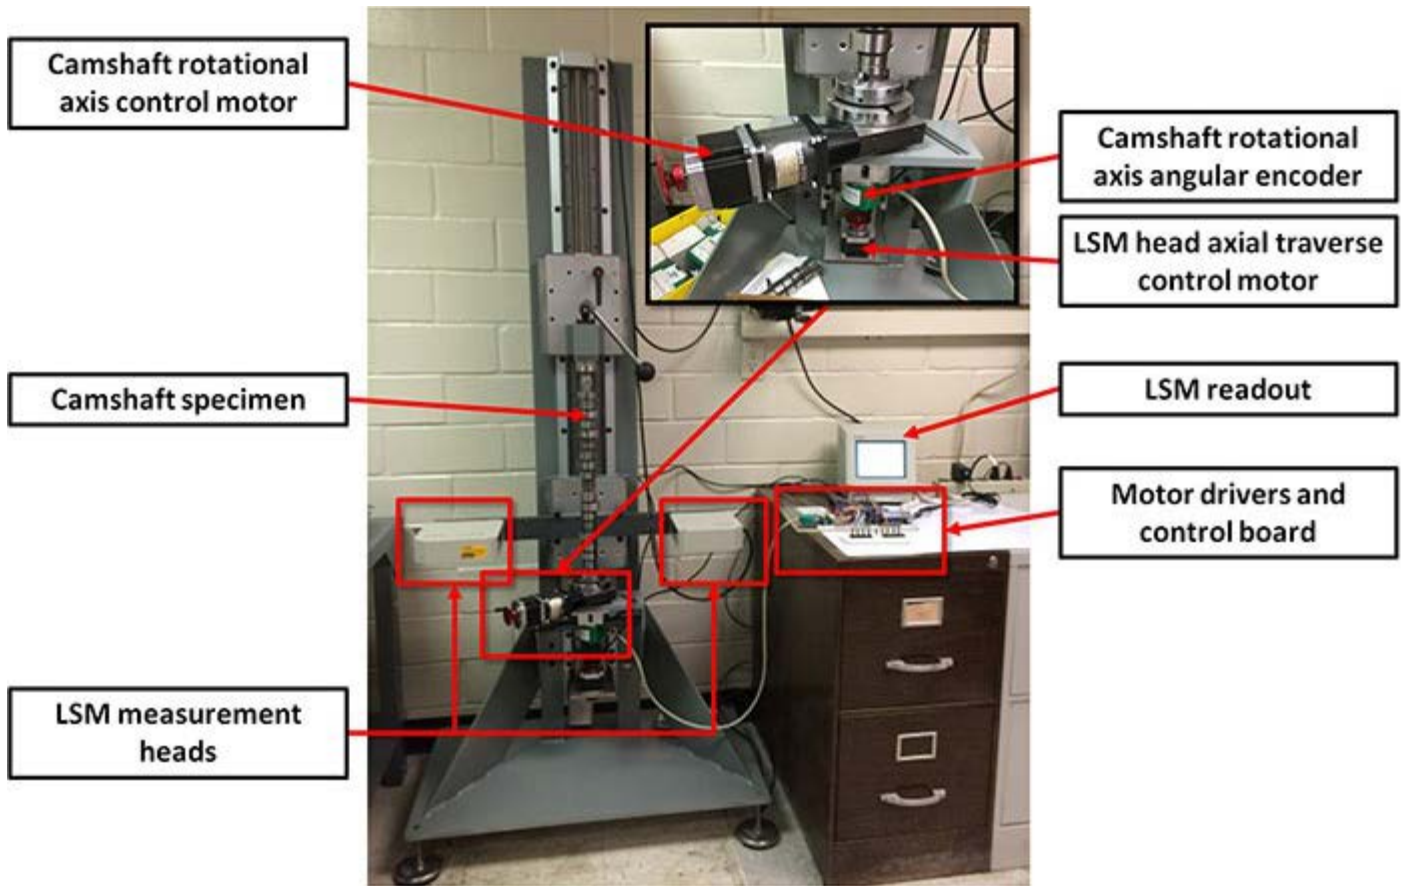 Camshaft rotational
axis control motor
Camshaft specimen
LSM measurement
heads
Camshaft rotational
axis angular encoder
LSM head axial traverse
control motor
LSM readout
Motor drivers and
control board